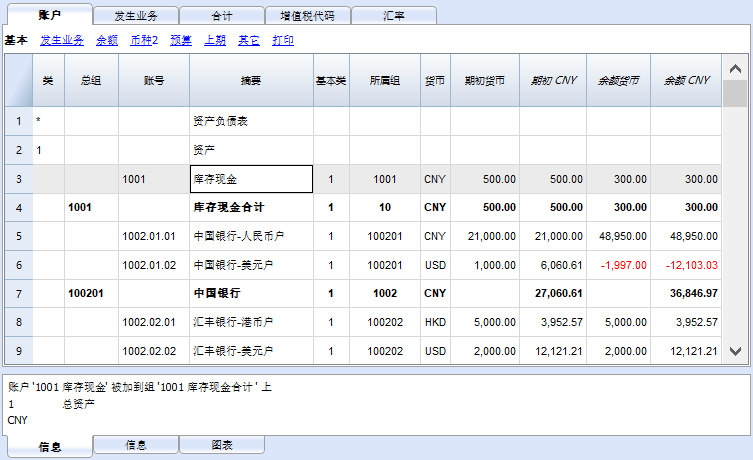 账户 发生业务 合计 增值税代码 汇率
基本 发生业务 余额 币种2 预算 上期 其它 打印
类 总组 账号 摘要 基本类 所属组 货币 期初货币 期初 CNY 余额货币 余额 CNY
1 * 资产负债表
2 1 资产
3 1001 库存现金 1 1001 CNY 500.00 500.00 300.00 300.00
4 1001 库存现金合计 1 10 CNY 500.00 500.00 300.00 300.00
5 1002.01.01 中国银行-人民币户 1 100201 CNY 21,000.00 21,000.00 48,950.00 48,950.00
6 1002.01.02 中国银行-美元户 1 100201 USD 1,000.00 6,060.61 -1,997.00 -12,103.03
7 100201 中国银行 1 1002 CNY 27,060.61 36,846.97
8 1002.02.01 汇丰银行-港币户 1 100202 HKD 5,000.00 3,952.57 5,000.00 3,952.57
9 1002.02.02 汇丰银行-美元户 1 100202 USD 2,000.00 12,121.21 2,000.00 12,121.21
账户 '1001 库存现金' 被加到组 '1001 库存现金合计 ' 上
1 总资产
CNY
信息 信息 图表